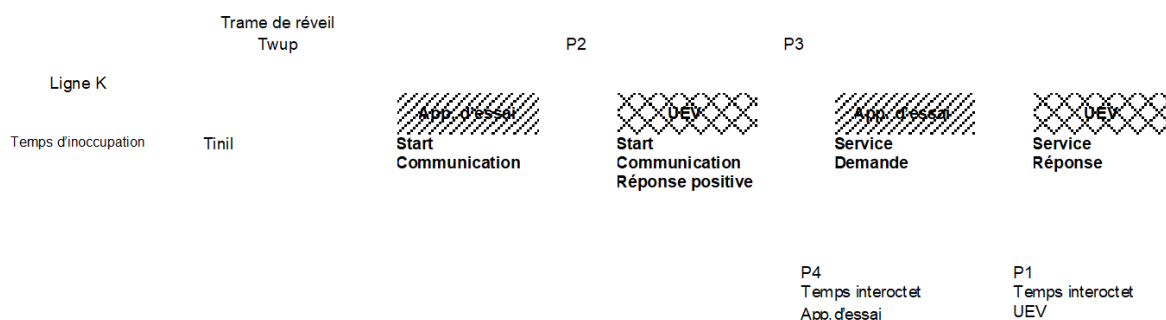 Trame de réveil
Twup
P2
P3
Ligne K
App. d'essai
UEV
App. d'essai
UEV
Temps d'inoccupation
Tinil
Start
Communication
Start
Communication
Réponse positive
Service
Demande
Service
Réponse
P4
Temps interoctet
App. d'essai
P1
Temps interoctet
UEV